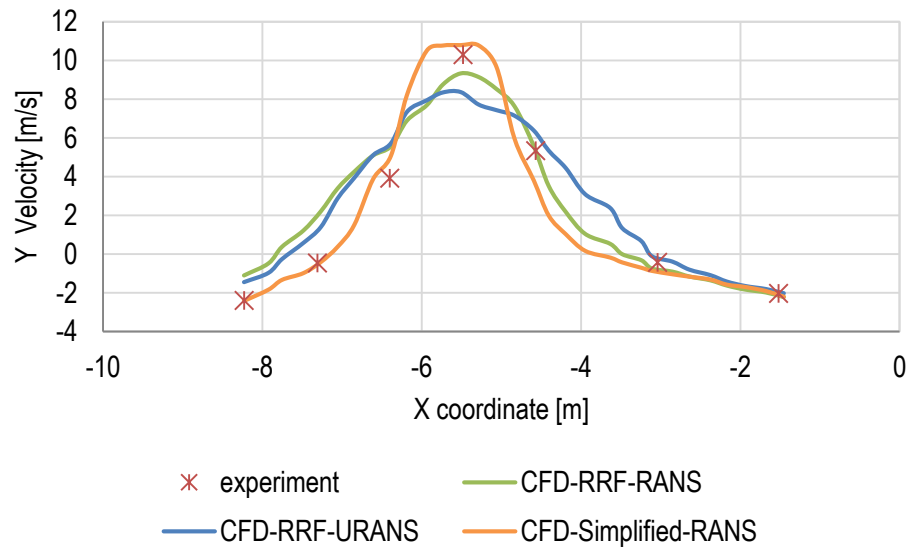 12
10
8
6
4
2
0
-2
-4
Y Velocity [m/s]
-10 -8 -6 -4 -2 0
X coordinate [m]
experiment CFD-RRF-RANS
CFD-RRF-URANS CFD-Simplified-RANS